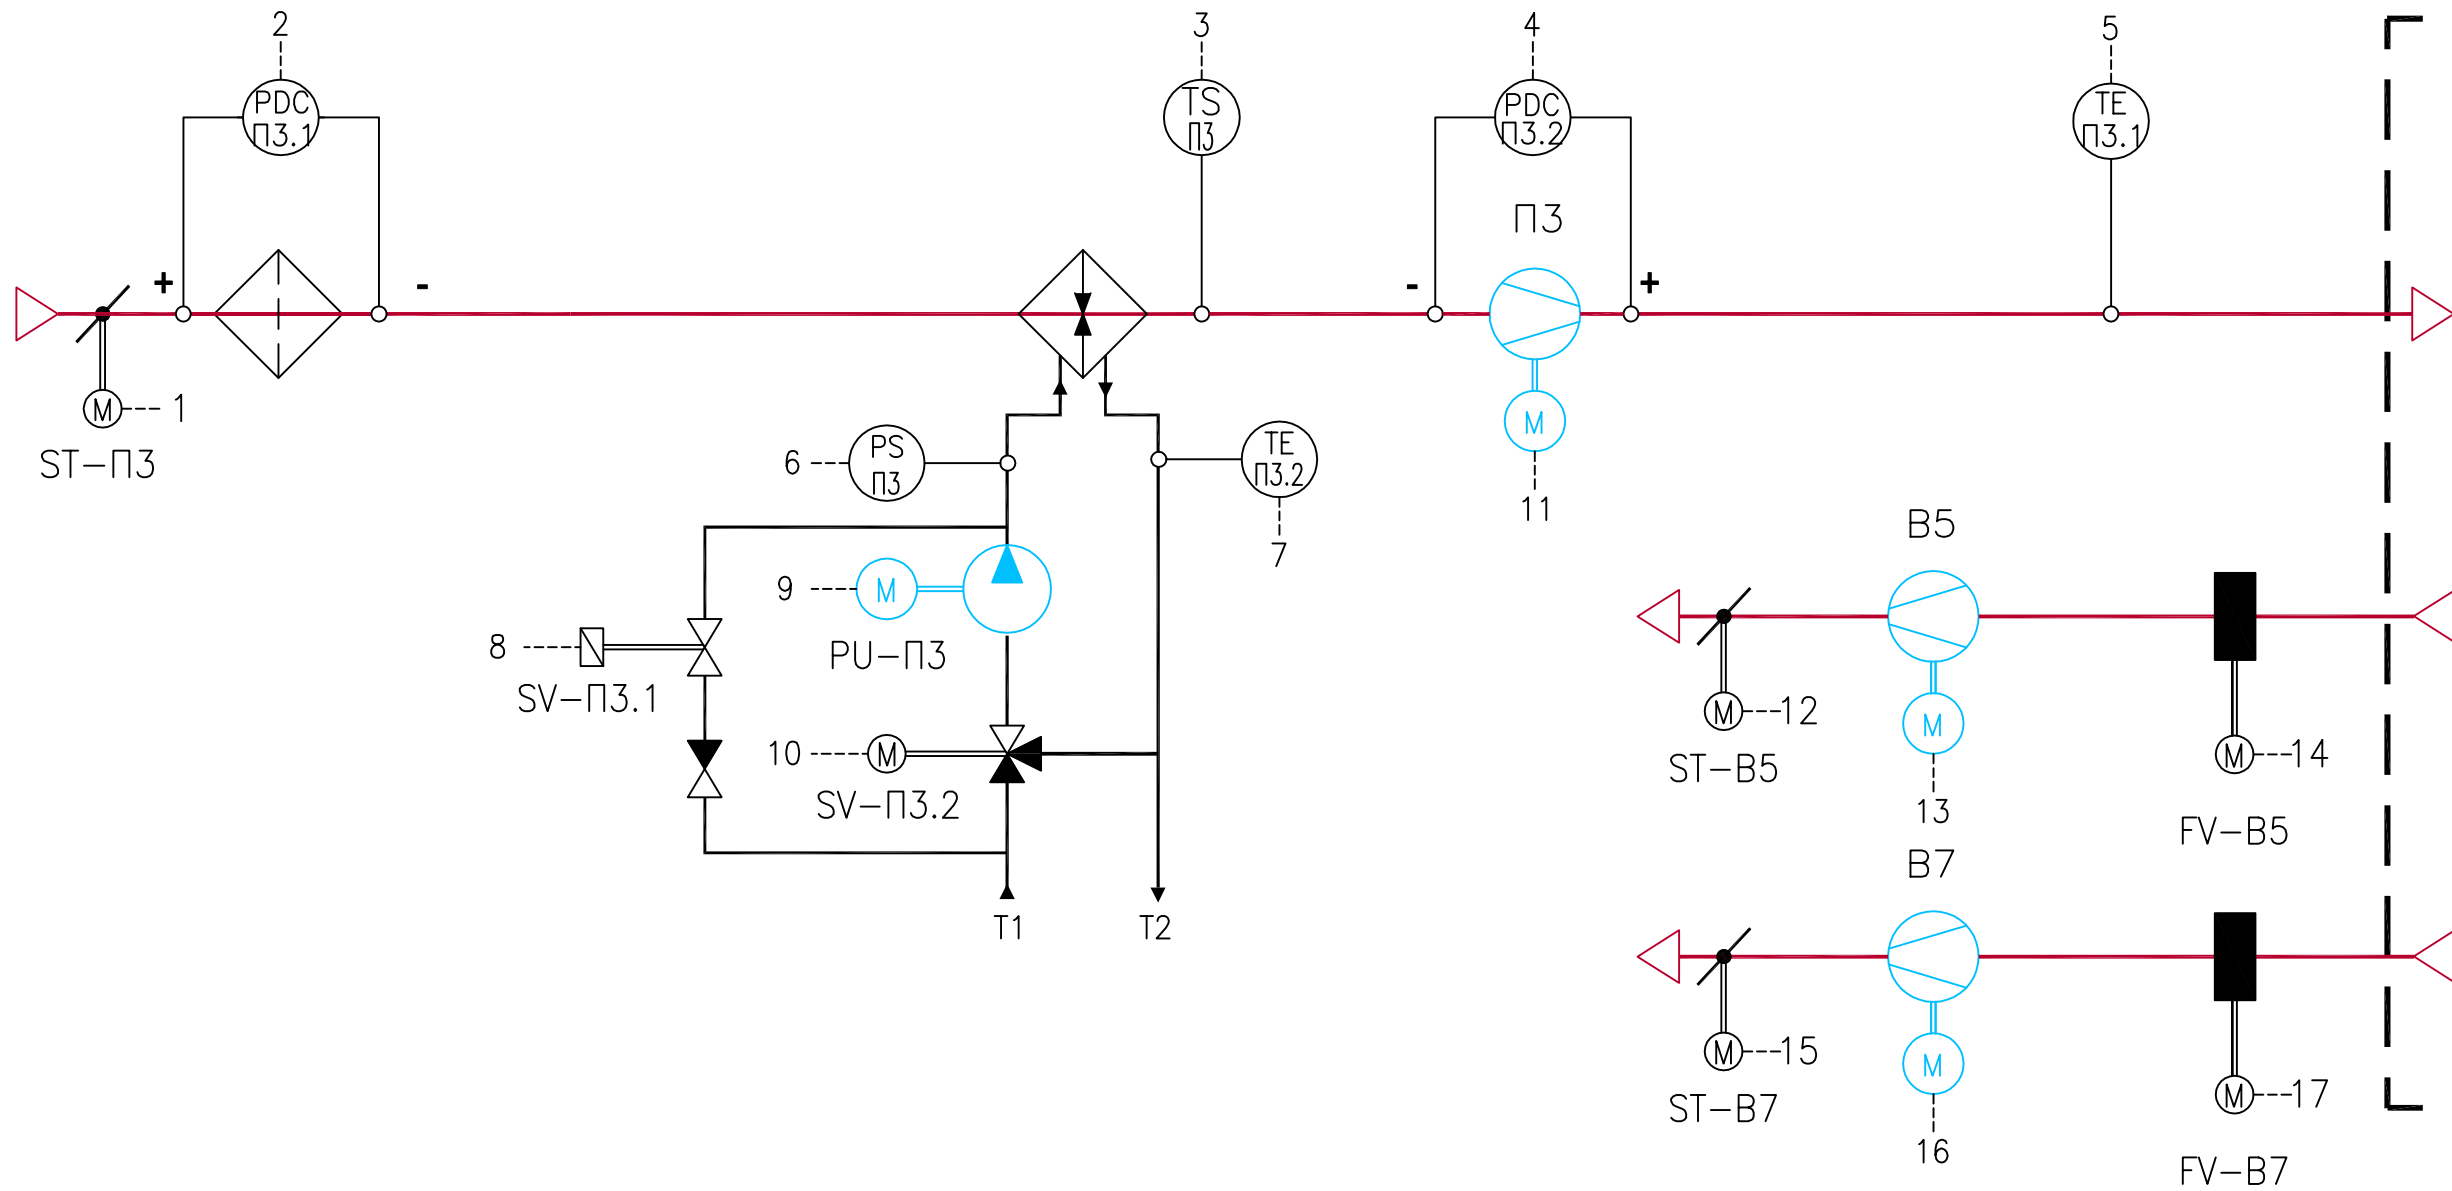 2
3
4
5
PDC
П3.1
TS
П3
PDC
П3.2
TE
П3.1
П3
+
-
-
+
M
1
ST-П3
M
11
6
PS
П3
TE
П3.2
7
9
M
PU-П3
8
SV-П3.1
10
M
SV-П3.2
T1
T2
B5
M
12
ST-B5
M
13
M
14
FV-B5
B7
M
15
ST-B7
M
16
M
17
FV-B7